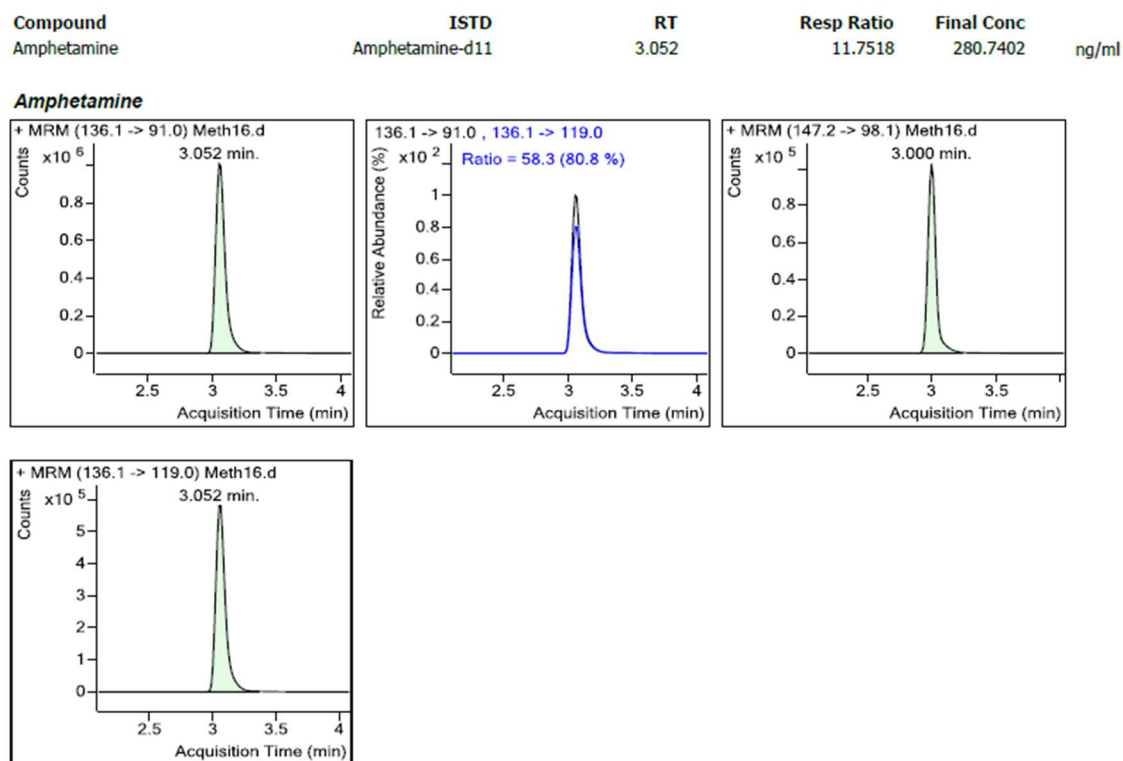 Compound ISTD RT Resp Ratio Final Conc
Amphetamine Amphetamine-d11 3.052 11.7518 280.7402 ng/ml
Amphetamine
+ MRM (136.1 -> 91.0) Meth16.d
Counts
x10 6
3.052 min.
0.8
0.6
0.4
0.2
0
2.5 3 3.5 4
Acquisition Time (min)
136.1 -> 91.0 , 136.1 -> 119.0
Relative Abundance (%)
x10 2
Ratio = 58.3 (80.8 %)
1
0.8
0.6
0.4
0.2
0
2.5 3 3.5 4
Acquisition Time (min)
+ MRM (147.2 -> 98.1) Meth16.d
Counts
x10 5
3.000 min.
0.8
0.6
0.4
0.2
0
2.5 3 3.5
Acquisition Time (min)
+ MRM (136.1 -> 119.0) Meth16.d
Counts
x10 5
3.052 min.
5
4
3
2
1
0
2.5 3 3.5 4
Acquisition Time (min)